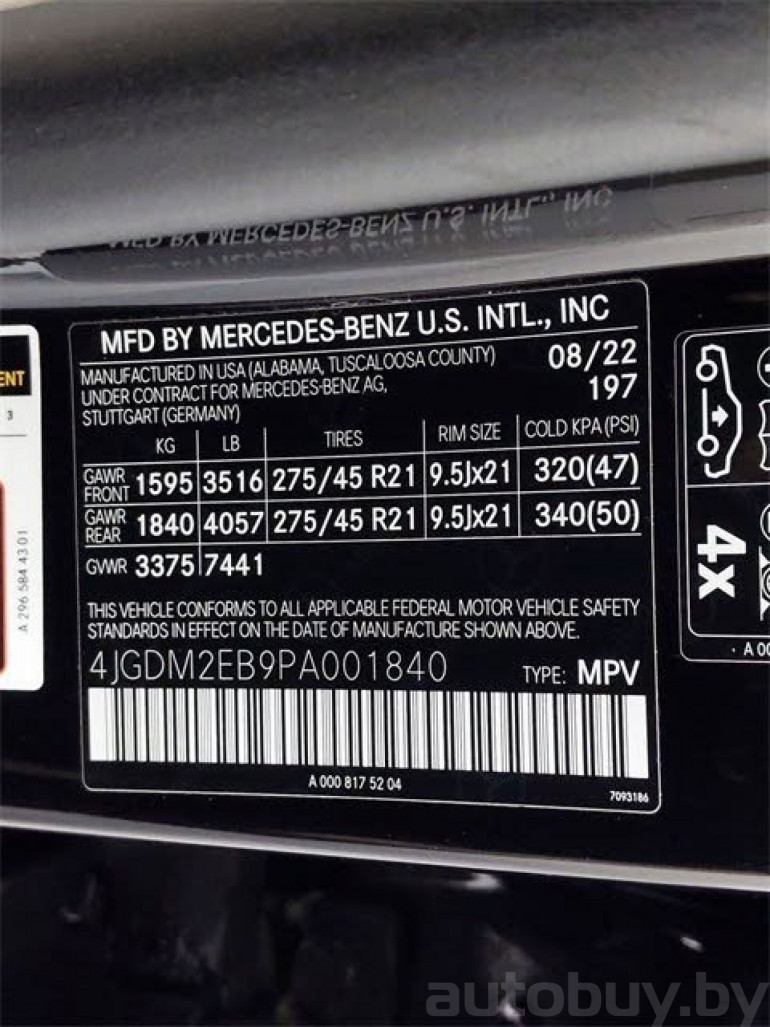 MFD BY MERCEDES-BENZ U.S. INTL., INC
MFD BY MERCEDES-BENZ U.S. INTL., INC
MANUFACTURED IN USA (ALABAMA, TUSCALOOSA COUNTY) 08/22
UNDER CONTRACT FOR MERCEDES-BENZ AG, 197
STUTTGART (GERMANY)
KG LB TIRES RIM SIZE COLD KPA (PSI)
GAWR FRONT 1595 3516 275/45 R21 9.5Jx21 320(47)
GAWR REAR 1840 4057 275/45 R21 9.5Jx21 340(50)
GVWR 3375 7441
THIS VEHICLE CONFORMS TO ALL APPLICABLE FEDERAL MOTOR VEHICLE SAFETY
STANDARDS IN EFFECT ON THE DATE OF MANUFACTURE SHOWN ABOVE.
4JGDM2EB9PA001840 TYPE: MPV
A 000 817 52 04
7093186
3
A 296 584 43 01
4x
autobuy.by